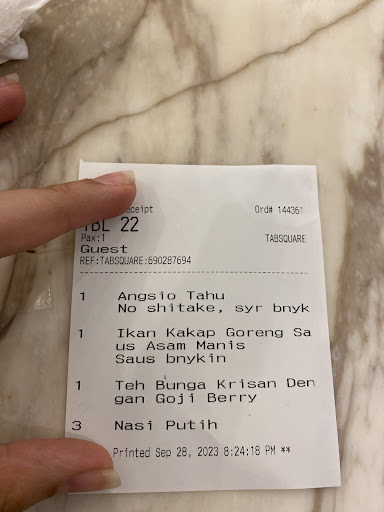 eceipt Ord# 144361
TBL 22
Pax:1 TABSQUARE
Guest
REF:TABSQUARE:690287694
1 Angsio Tahu
No shitake, syr bnyk
1 Ikan Kakap Goreng Sa
us Asam Manis
Saus bnykin
1 Teh Bunga Krisan Den
gan Goji Berry
3 Nasi Putih
Printed Sep 28, 2023 8:24:18 PM **